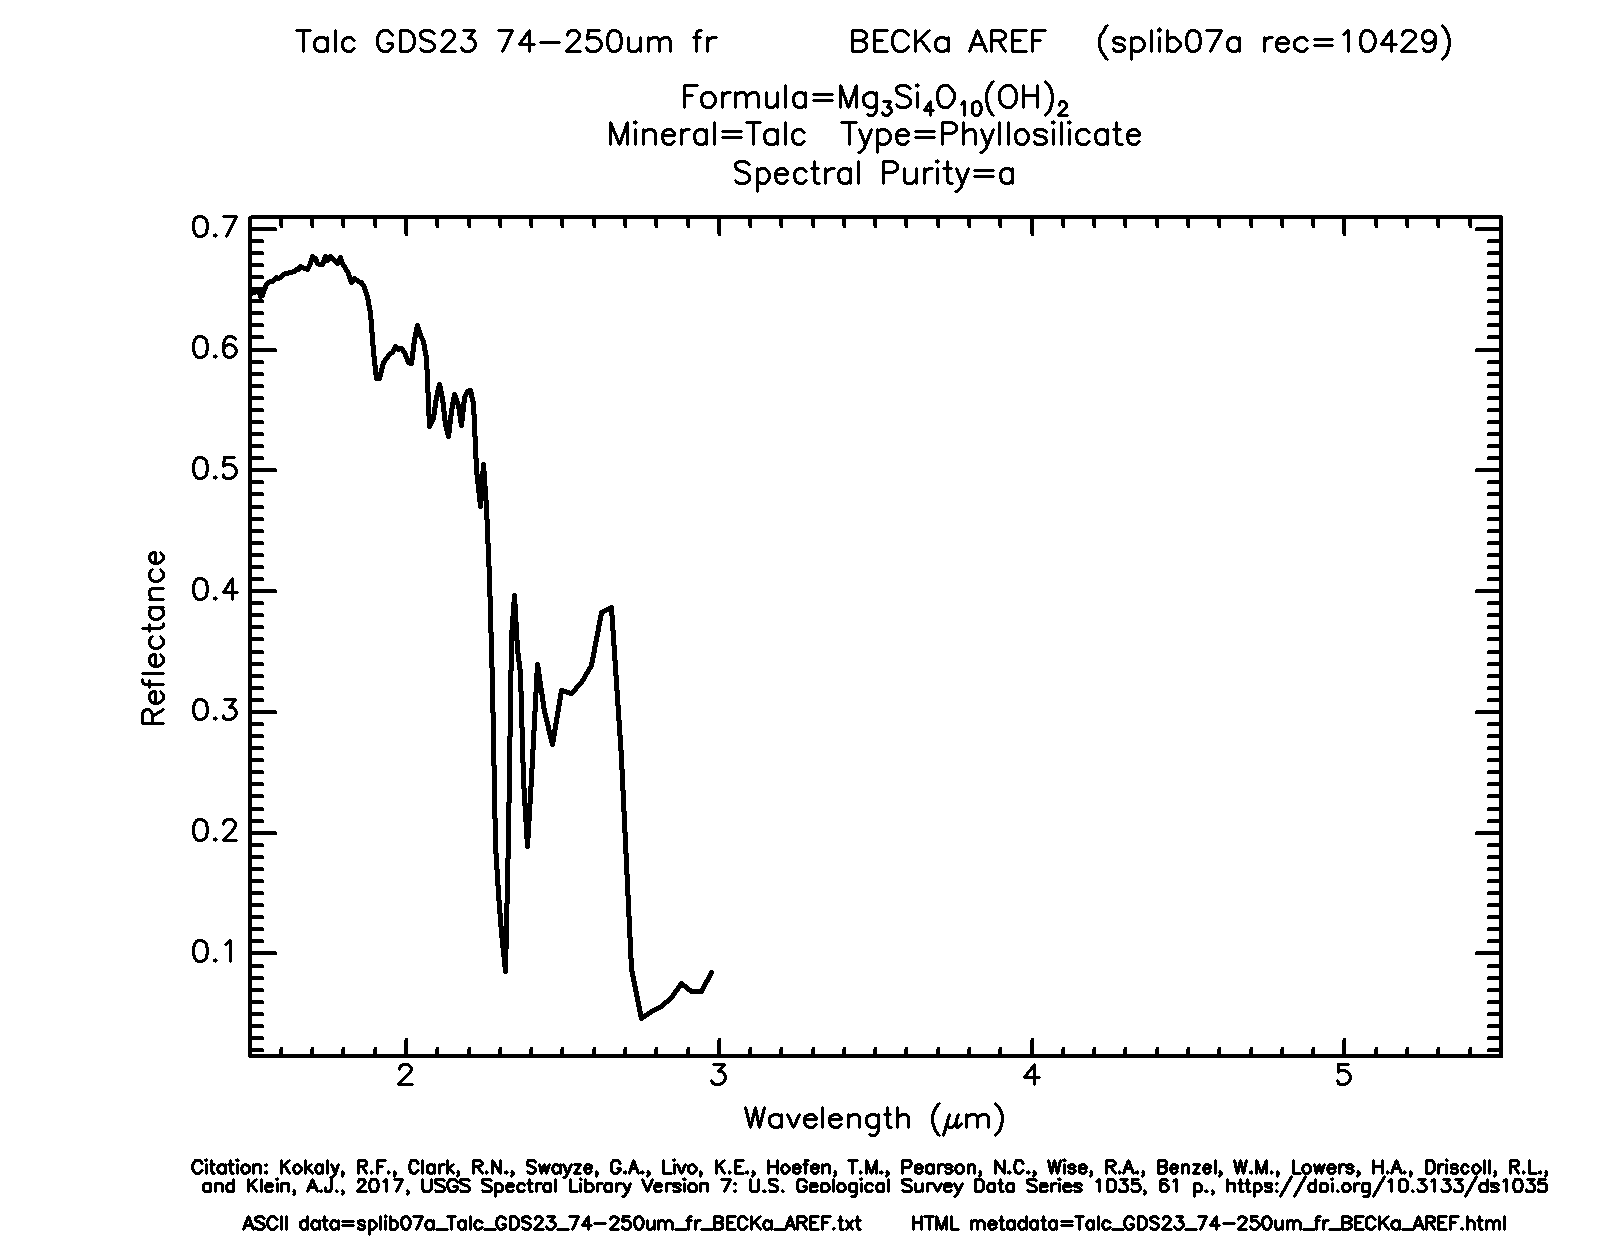 Talc GDS23 74-250um fr BECKa AREF (splib07a rec=10429)
Formula=Mg3Si4O10(OH)2
Mineral=Talc Type=Phyllosilicate
Spectral Purity=a
0.7
0.6
0.5
0.4
0.3
0.2
0.1
Reflectance
2 3 4 5
Wavelength (μm)
Citation: Kokaly, R.F., Clark, R.N., Swayze, G.A., Livo, K.E., Hoefen, T.M., Pearson, N.C., Wise, R.A., Benzel, W.M., Lowers, H.A., Driscoll, R.L.,
and Klein, A.J., 2017, USGS Spectral Library Version 7: U.S. Geological Survey Data Series 1035, 61 p., https://doi.org/10.3133/ds1035
ASCII data=splib07a_Talc_GDS23_74-250um_fr_BECKa_AREF.txt HTML metadata=Talc_GDS23_74-250um_fr_BECKa_AREF.html